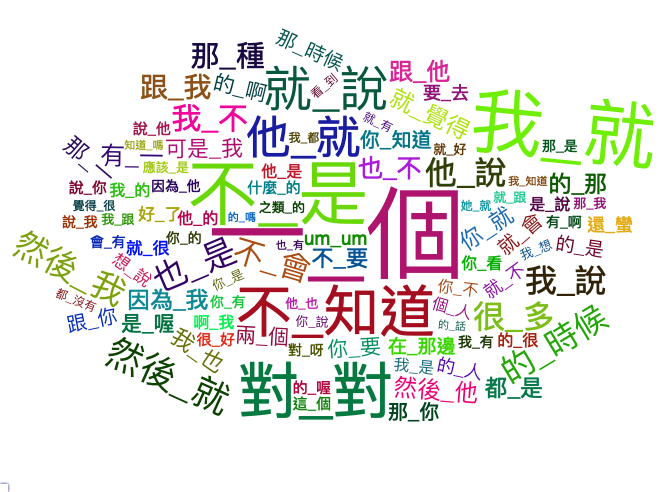 那_時候
那_種
就_說
跟_他
看_到
跟_我
的_啊
要_去
就_覺得
我_就
我_不
他_就
就_有
說_他
你_知道
我_都
知道_嗎
可是_我
就_好
那_是
那_有
應該_是
他_是
也_不
他_說
我_知道
的_那
說_你
我_的
因為_他
什麼_的
不_是
一_個
覺得_很
她_就
就_跟
是_說
那_我
之類_的
說_我
我_跟
好_了
他_的
的_嗎
有_啊
還_蠻
你_就
就_會
會_有
就_很
你_的
um_um
也_有
我_想
的_是
然後_我
想_說
也_是
不_會
不_要
你_看
你_是
都_沒有
你_不
就_不
我_說
因為_我
你_有
他_也
不_知道
個_人
很_多
跟_你
是_喔
啊_我
你_說
的_話
的_時候
很_好
兩_個
我_也
對_呀
你_要
在_那邊
我_有
的_很
然後_就
對_對
我_是
的_人
的_喔
這_個
然後_他
都_是
那_你